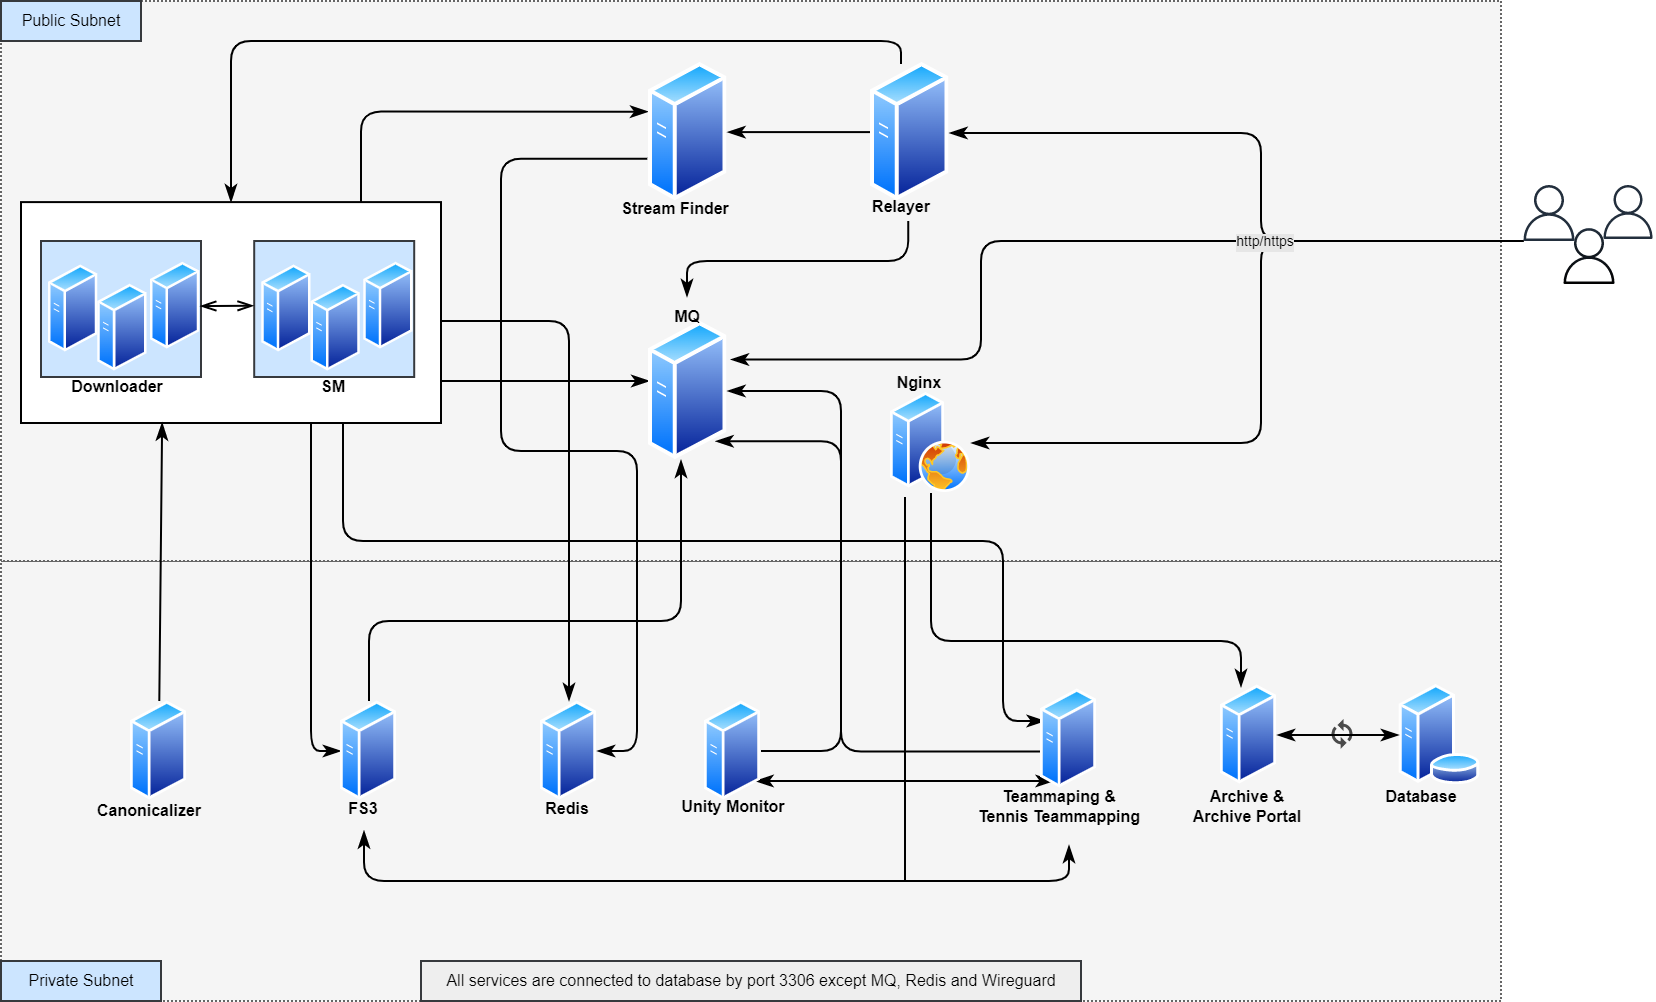 Public Subnet
Stream Finder
Relayer
http/https
MQ
Downloader
SM
Nginx
Canonicalizer
FS3
Redis
Unity Monitor
Teammaping &
Tennis Teammapping
Archive &
Archive Portal
Database
Private Subnet
All services are connected to database by port 3306 except MQ, Redis and Wireguard